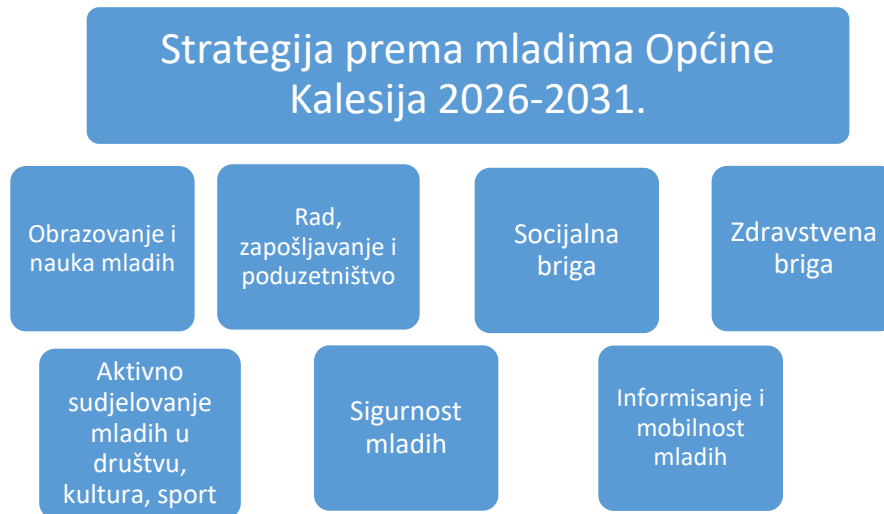 Strategija prema mladima Općine
Kalesija 2026-2031.
Obrazovanje i
nauka mladih
Rad,
zapošljavanje i
poduzetništvo
Socijalna
briga
Zdravstvena
briga
Aktivno
sudjelovanje
mladih u
društvu,
kultura, sport
Sigurnost
mladih
Informisanje i
mobilnost
mladih